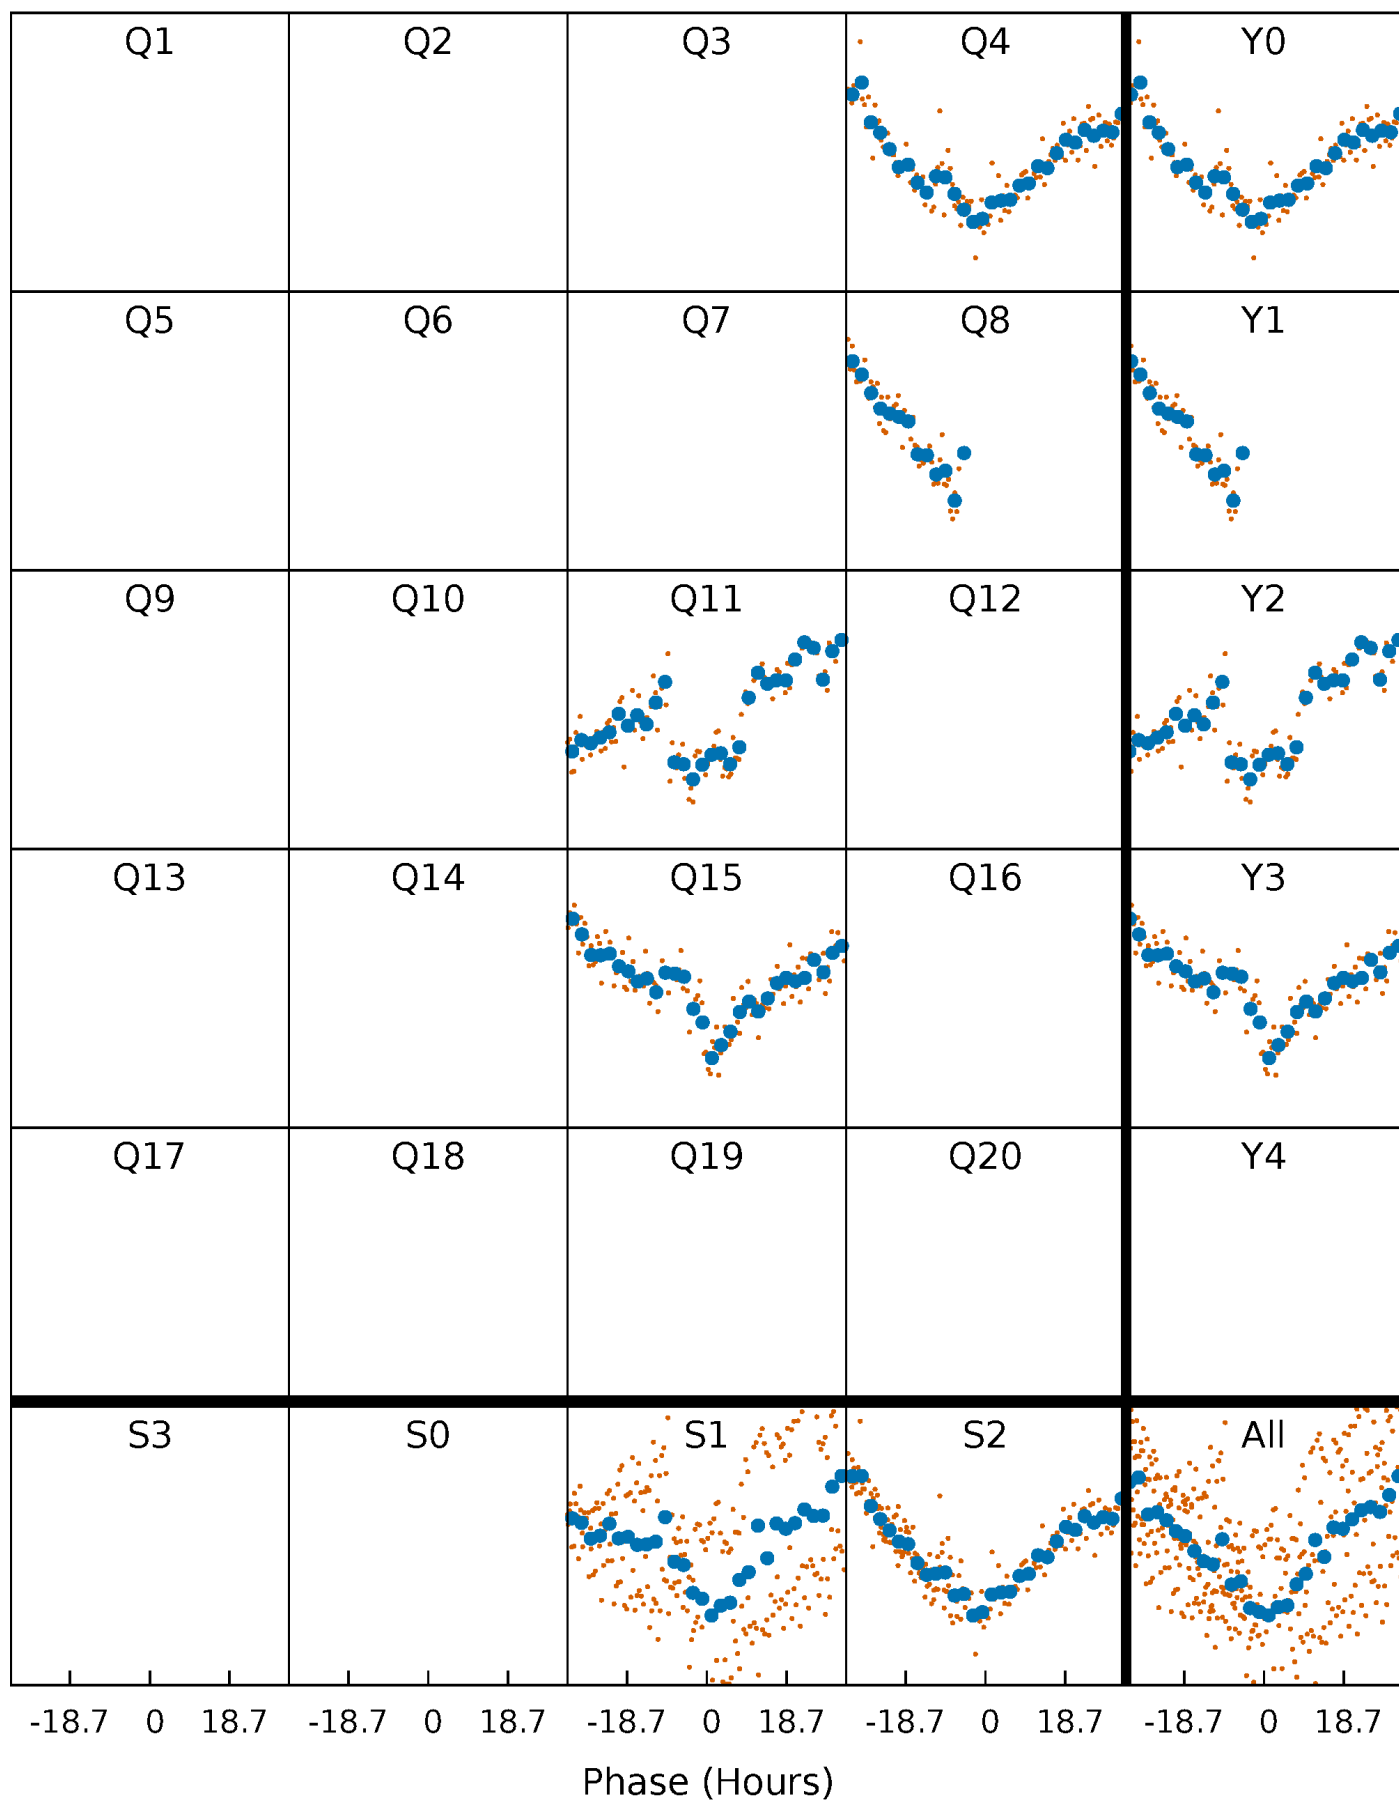 Q1 Q2 Q3 Q4 Y0
Q5 Q6 Q7 Q8 Y1
Q9 Q10 Q11 Q12 Y2
Q13 Q14 Q15 Q16 Y3
Q17 Q18 Q19 Q20 Y4
S3 S0 S1 S2 All
-18.7 0 18.7 -18.7 0 18.7 -18.7 0 18.7 -18.7 0 18.7 -18.7 0 18.7
Phase (Hours)